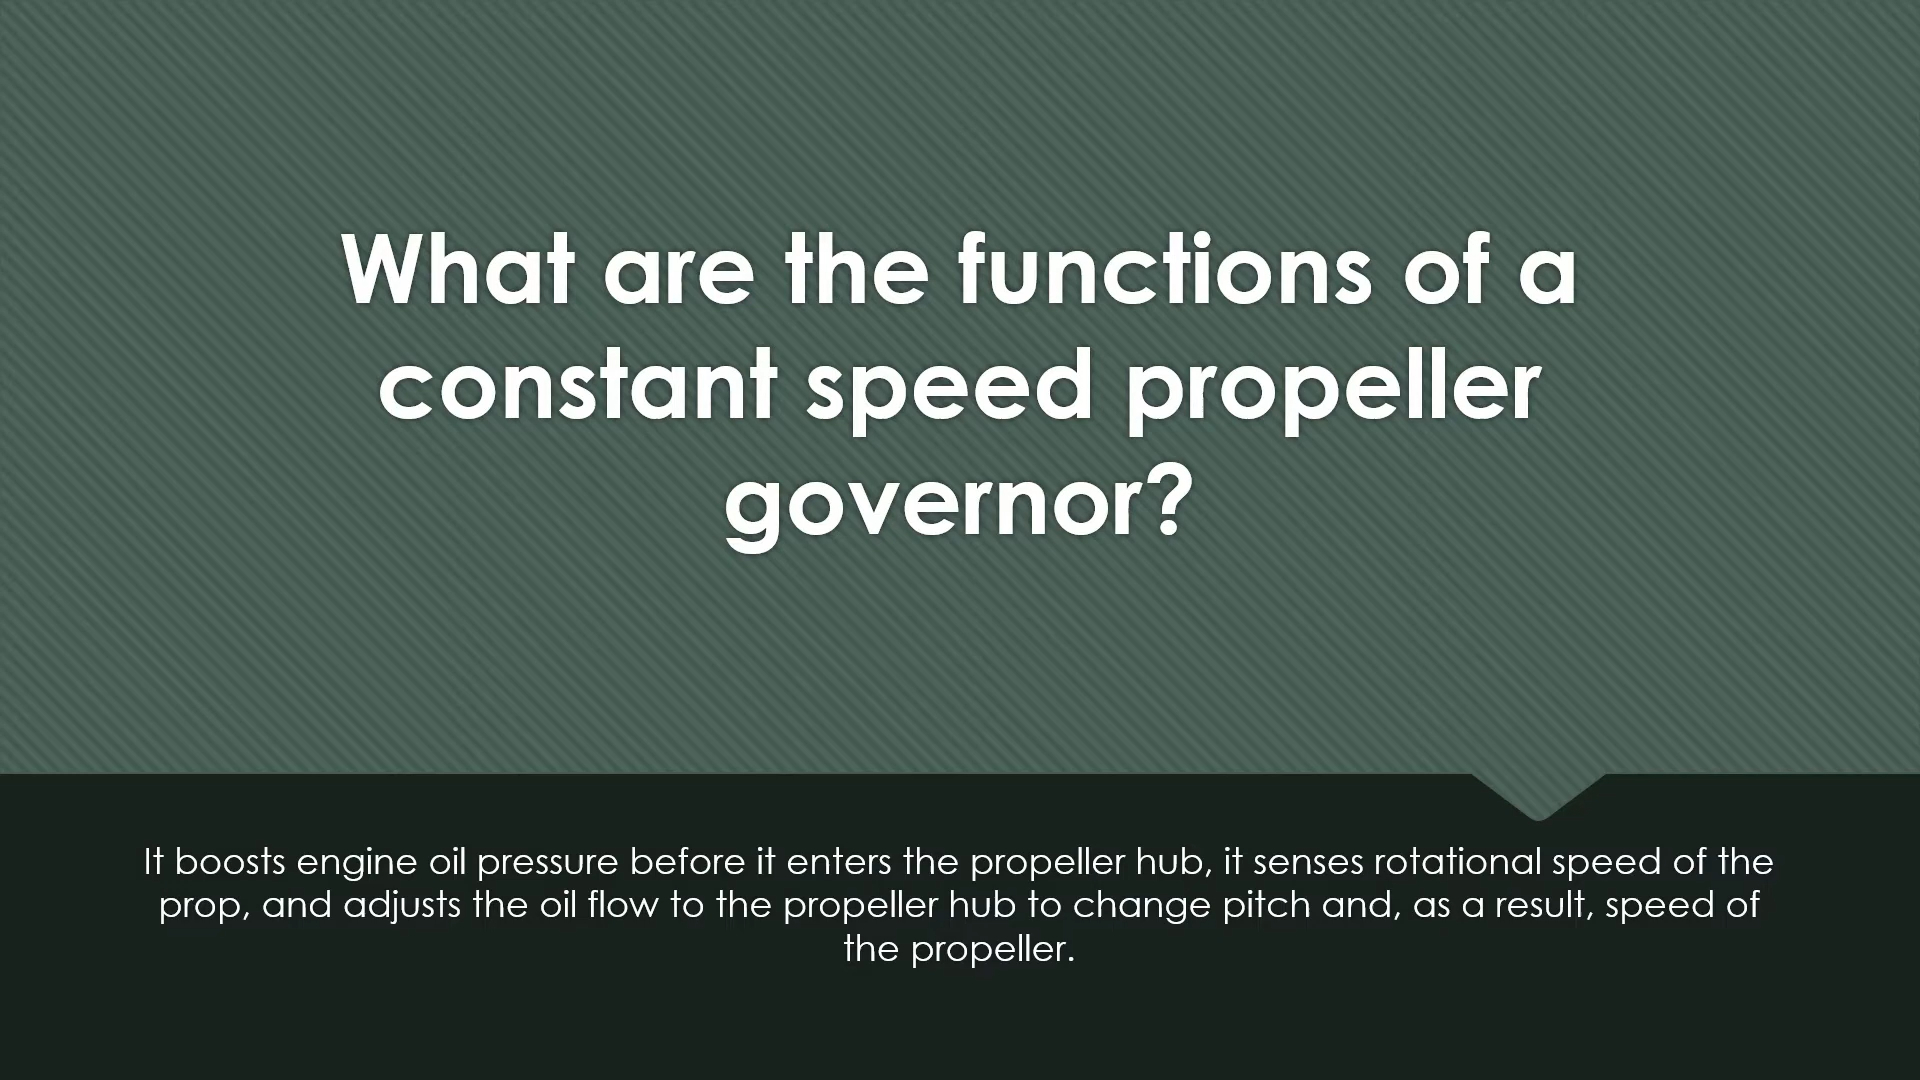 What are the functions of a
constant speed propeller
governor?
It boosts engine oil pressure before it enters the propeller hub, it senses rotational speed of the
prop, and adjusts the oil flow to the propeller hub to change pitch and, as a result, speed of
the propeller.